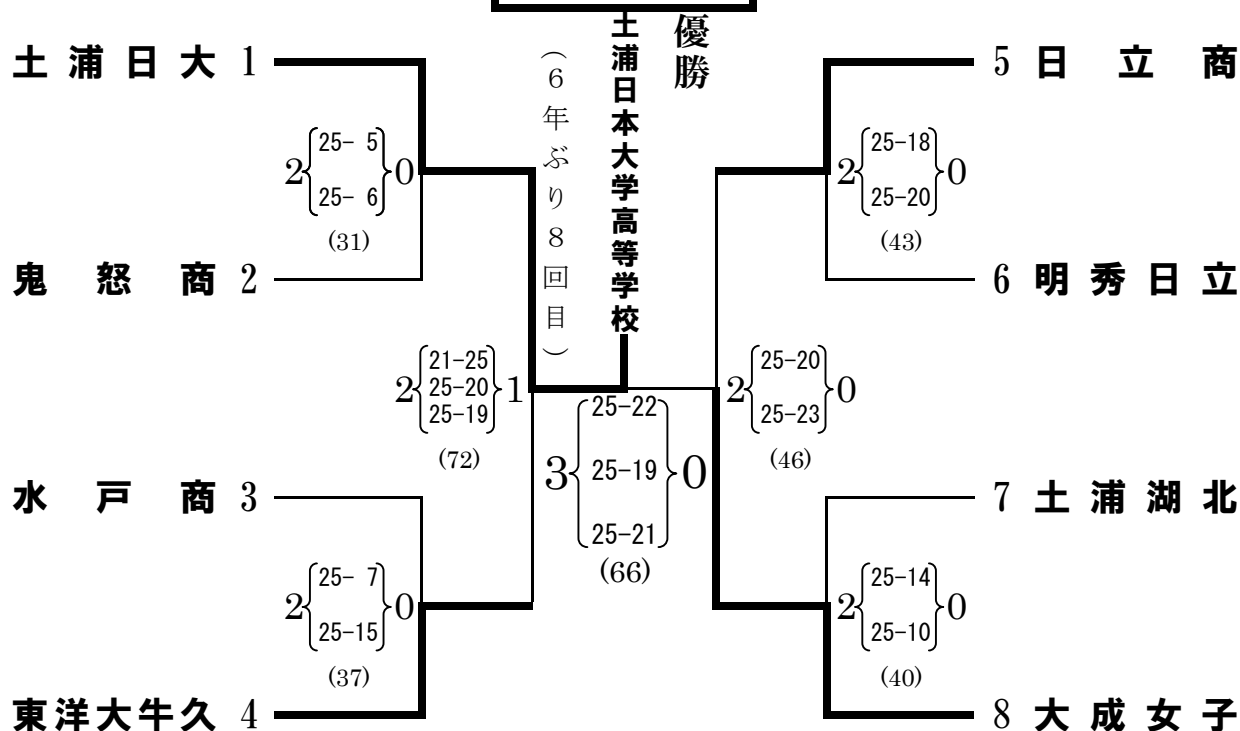 優勝
土浦日本大学高等学校
（６年ぶり８回目）
土浦日大 1
2 25- 5 0
25- 6
(31)
鬼怒商 2
2 21-25 1
25-20
25-19
(72)
水戸商 3
2 25- 7 0
25-15
(37)
東洋大牛久 4
3 25-22 0
25-19
25-21
(66)
5 日立商
2 25-18 0
25-20
(43)
6 明秀日立
2 25-20 0
25-23
(46)
7 土浦湖北
2 25-14 0
25-10
(40)
8 大成女子